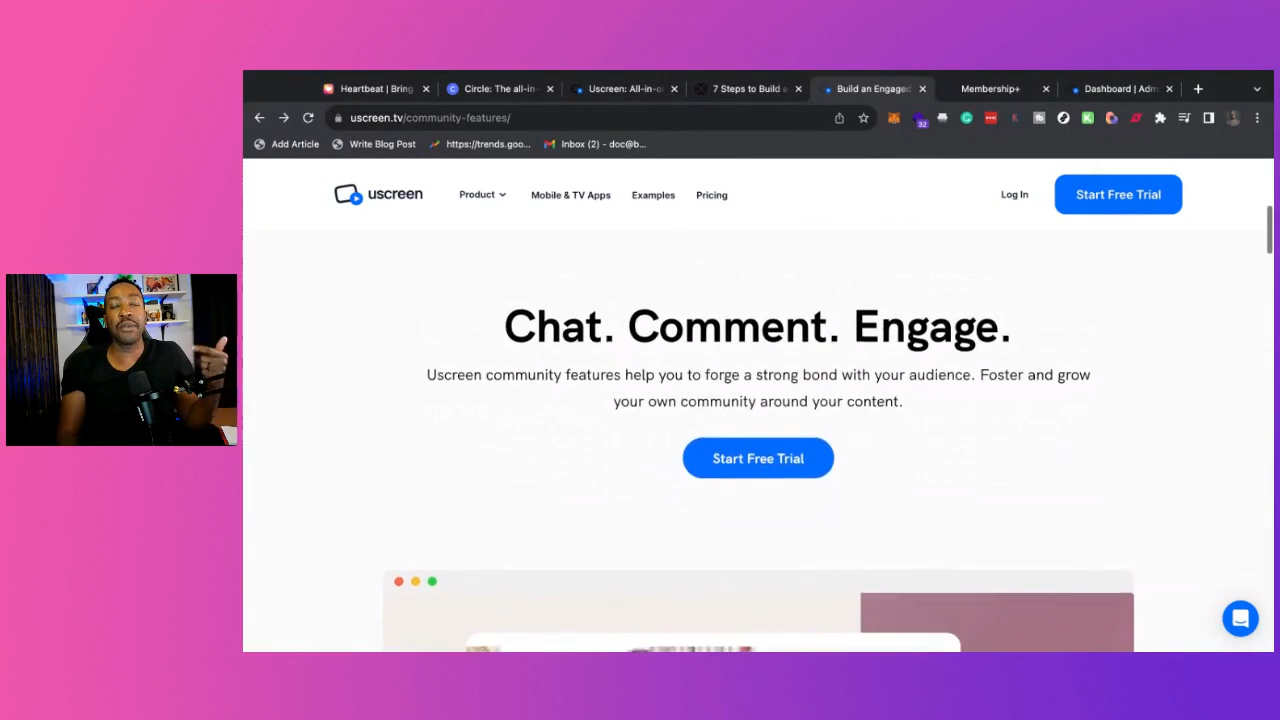 Heartbeat | Bring
Circle: The all-in-
Uscreen: All-in-o
7 Steps to Build a
Build an Engaged
Membership+
Dashboard | Adm
uscreen.tv/community-features/
32
Add Article
Write Blog Post
https://trends.goo...
Inbox (2) - doc@b...
uscreen
Product
Mobile & TV Apps
Examples
Pricing
Log In
Start Free Trial
Chat. Comment. Engage.
Uscreen community features help you to forge a strong bond with your audience. Foster and grow
your own community around your content.
Start Free Trial